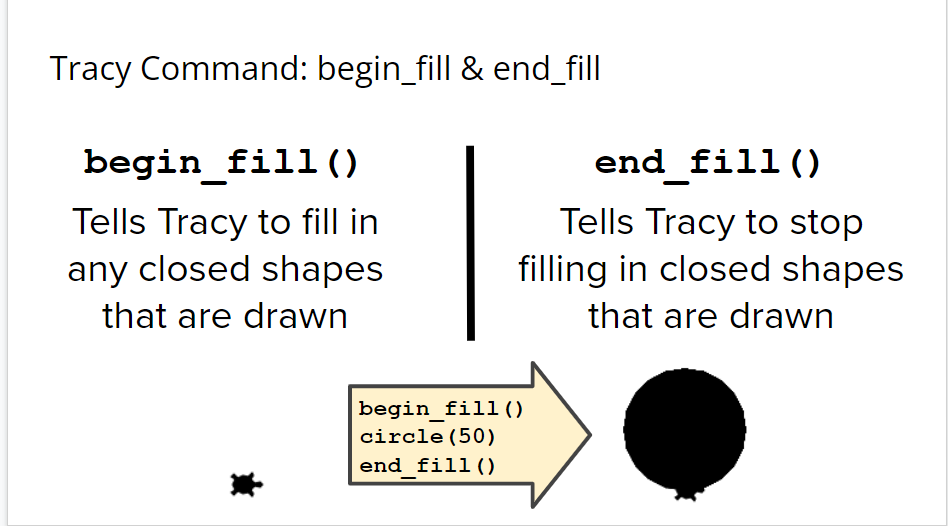 Tracy Command: begin_fill & end_fill
begin_fill()
Tells Tracy to fill in
any closed shapes
that are drawn
end_fill()
Tells Tracy to stop
filling in closed shapes
that are drawn
begin_fill()
circle(50)
end_fill()